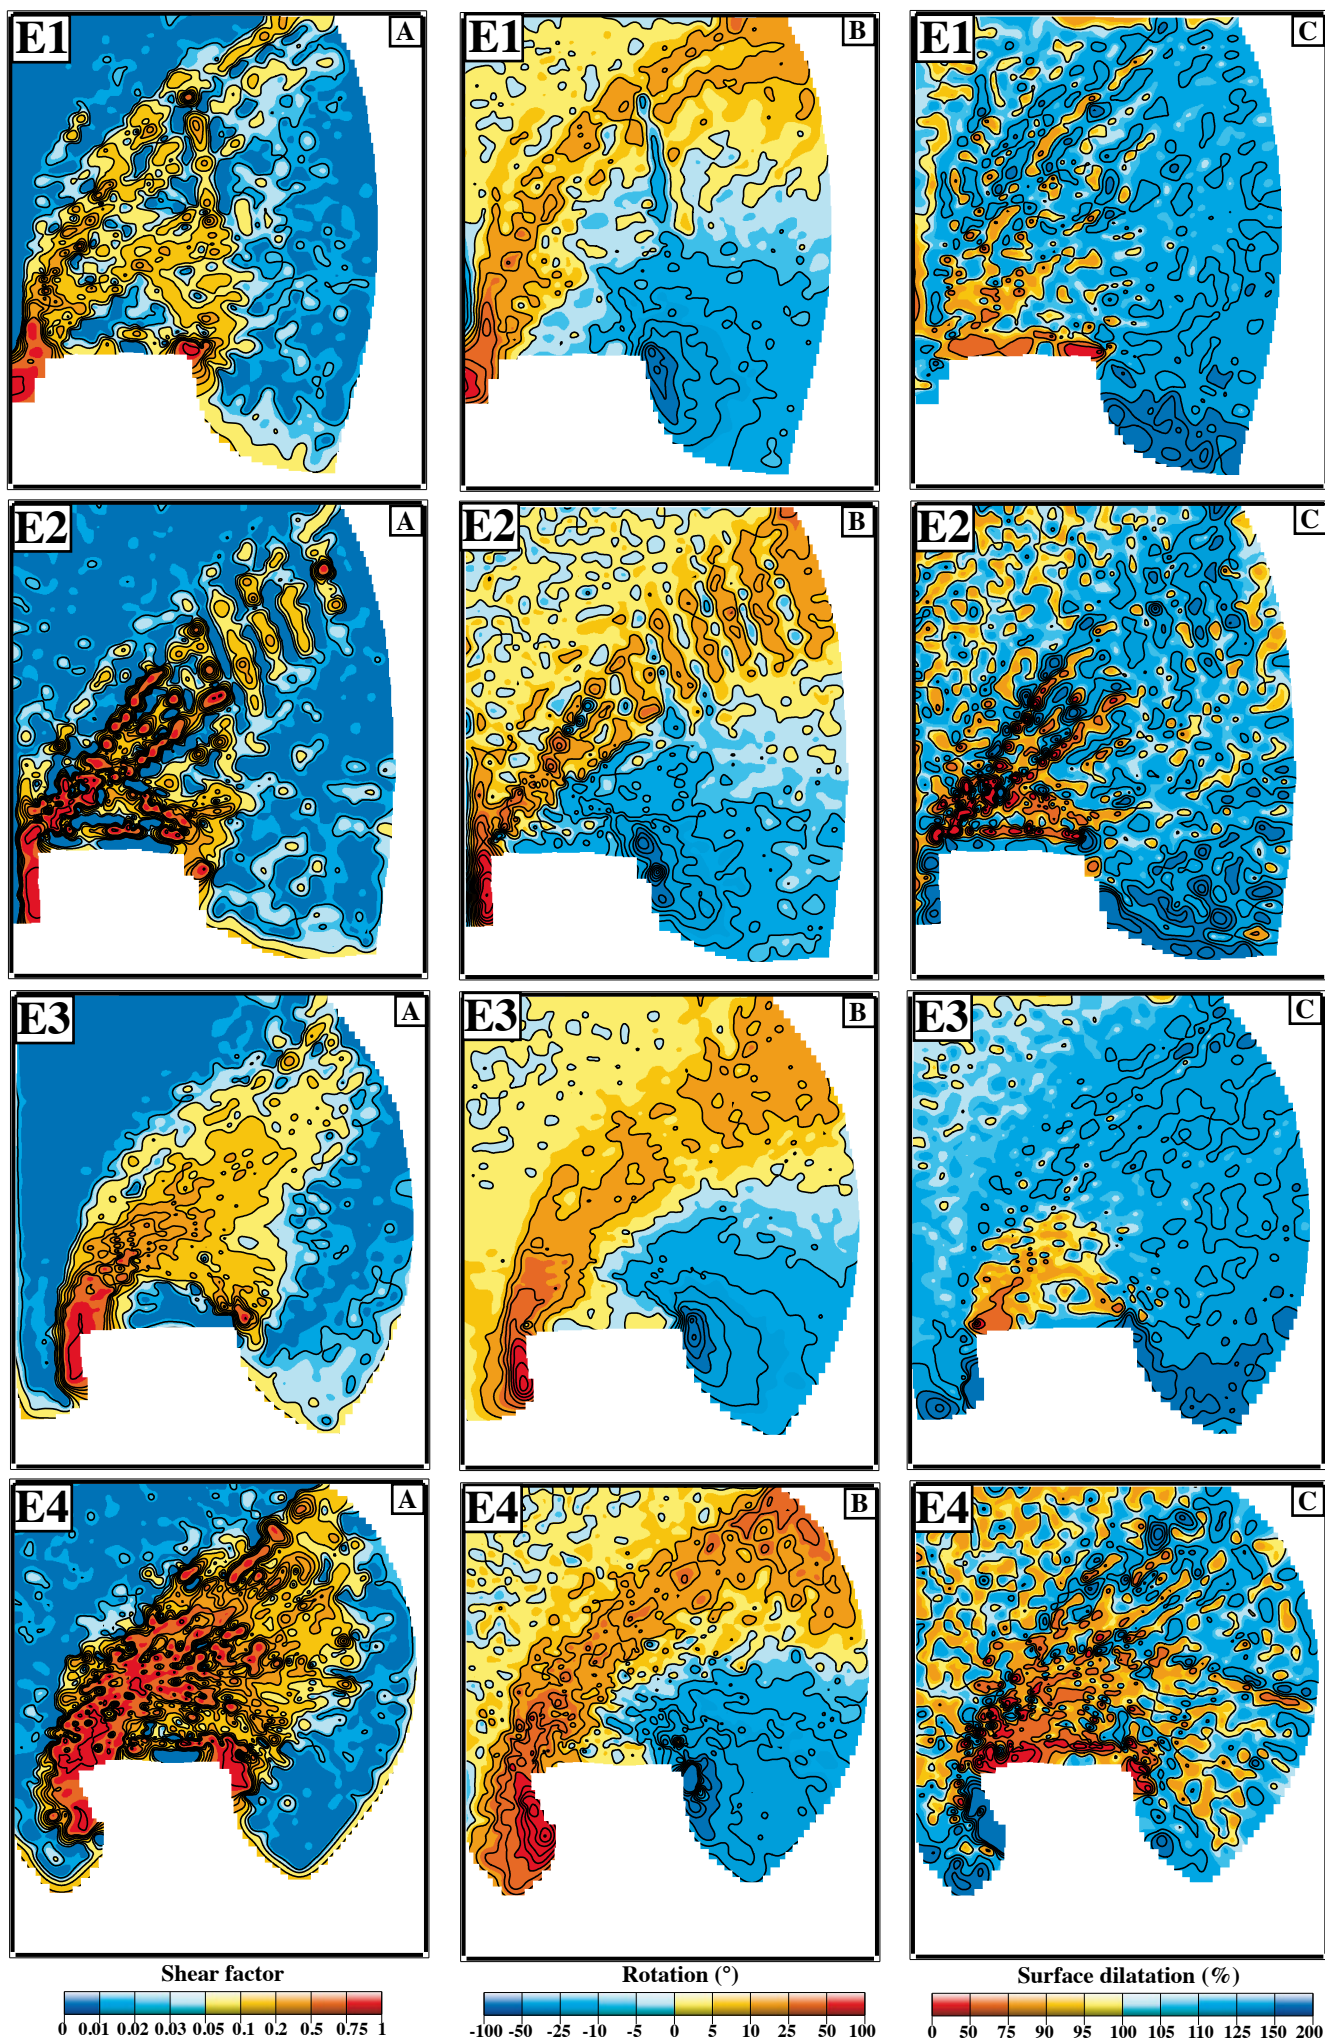 E1 A
E1 B
E1 C
E2 A
E2 B
E2 C
E3 A
E3 B
E3 C
E4 A
E4 B
E4 C
Shear factor
0 0.01 0.02 0.03 0.05 0.1 0.2 0.5 0.75 1
Rotation (°)
-100 -50 -25 -10 -5 0 5 10 25 50 100
Surface dilatation (%)
0 50 75 90 95 100 105 110 125 150 200